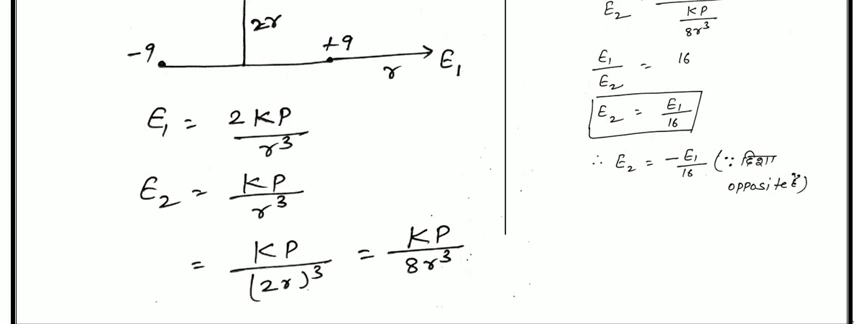 2r
-q +q r E₁
E₁ = 2KP / r³
E₂ = KP / r³
= KP / (2r)³ = KP / 8r³
E₂ KP / 8r³
E₁ / E₂ = 16
E₂ = E₁ / 16
∴ E₂ = -E₁ / 16 (∵ दिशा
opposite है)